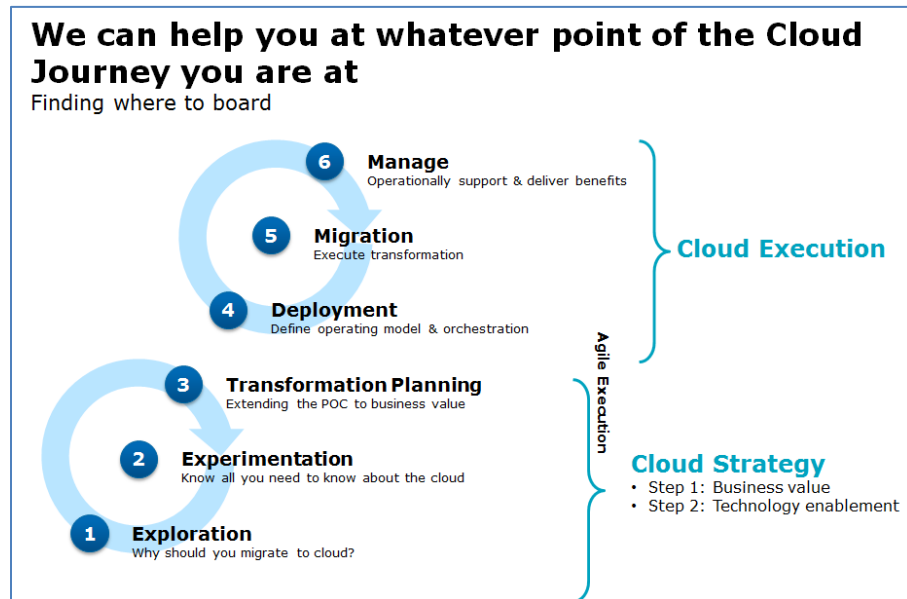 We can help you at whatever point of the Cloud
Journey you are at
Finding where to board
6
Manage
Operationally support & deliver benefits
5
Migration
Execute transformation
4
Deployment
Define operating model & orchestration
Cloud Execution
Agile Execution
3
Transformation Planning
Extending the POC to business value
2
Experimentation
Know all you need to know about the cloud
1
Exploration
Why should you migrate to cloud?
Cloud Strategy
• Step 1: Business value
• Step 2: Technology enablement